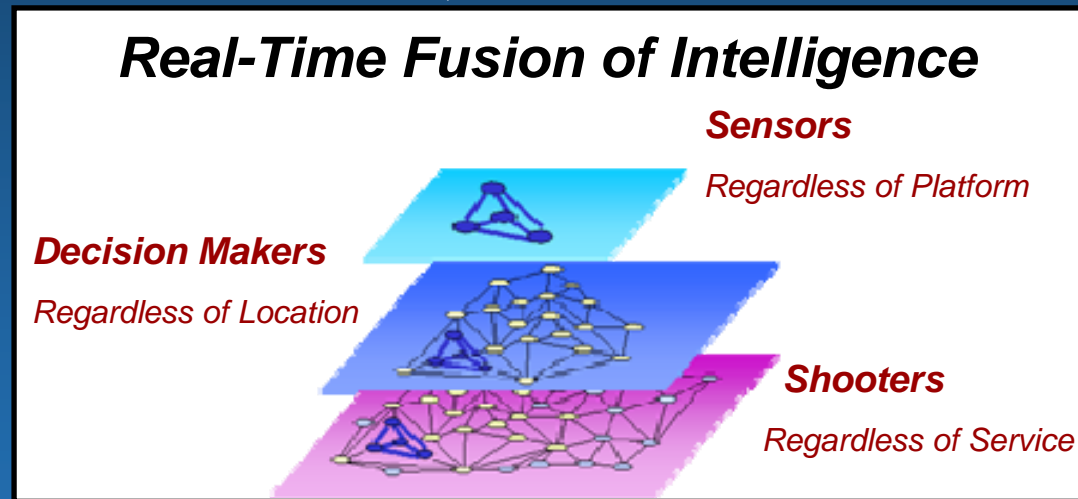 Real-Time Fusion of Intelligence
Sensors
Regardless of Platform
Decision Makers
Regardless of Location
Shooters
Regardless of Service